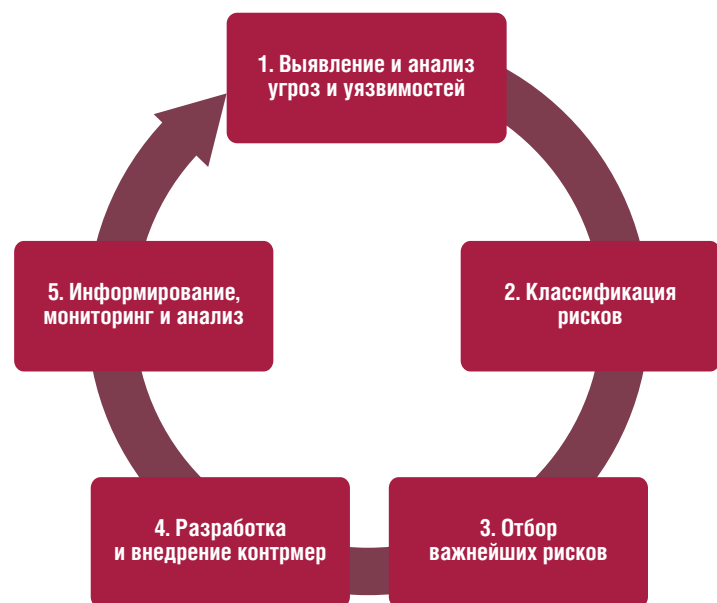 1. Выявление и анализ
угроз и уязвимостей
2. Классификация
рисков
3. Отбор
важнейших рисков
4. Разработка
и внедрение контрмер
5. Информирование,
мониторинг и анализ